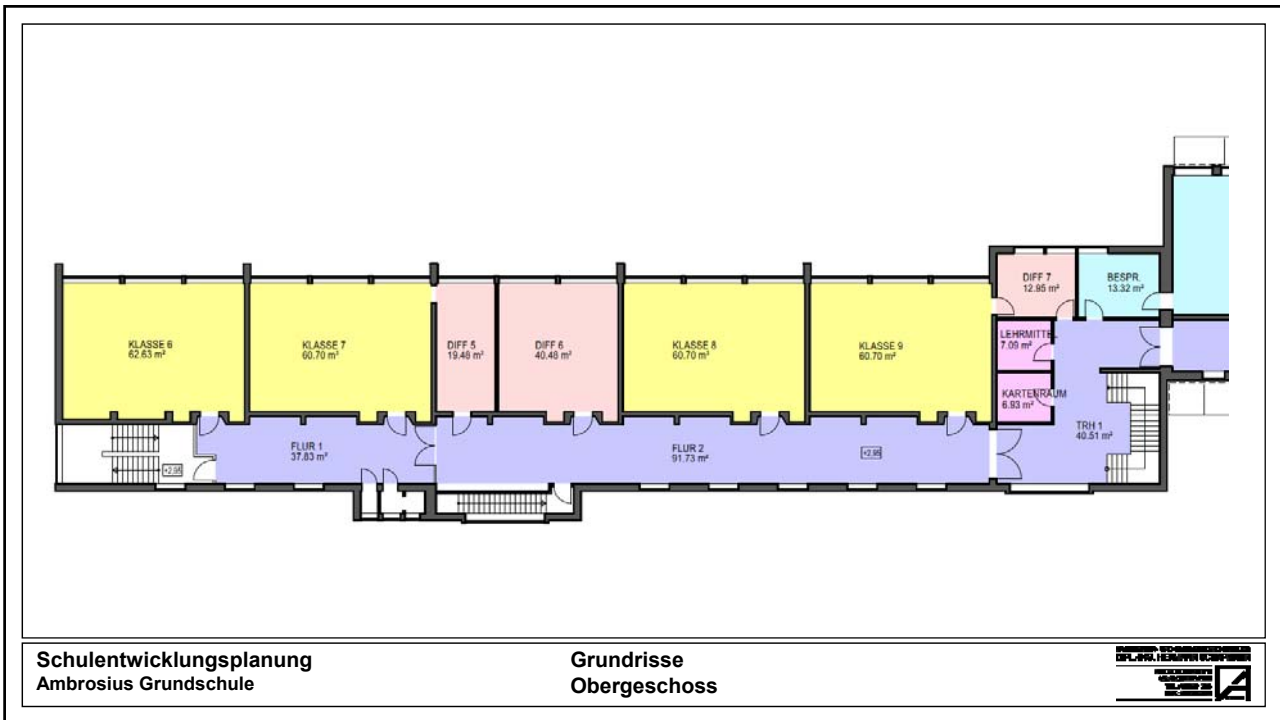 KLASSE 6
62.63 m²
KLASSE 7
60.70 m²
DIFF 5
19.48 m²
DIFF 6
40.48 m²
KLASSE 8
60.70 m²
KLASSE 9
60.70 m²
DIFF 7
12.95 m²
BESPR.
13.32 m²
LEHRMITTEL
7.09 m²
KARTENRAUM
6.93 m²
TRH 1
40.51 m²
FLUR 1
37.83 m²
FLUR 2
91.73 m²
+2.95
+2.95
Schulentwicklungsplanung
Ambrosius Grundschule
Grundrisse
Obergeschoss